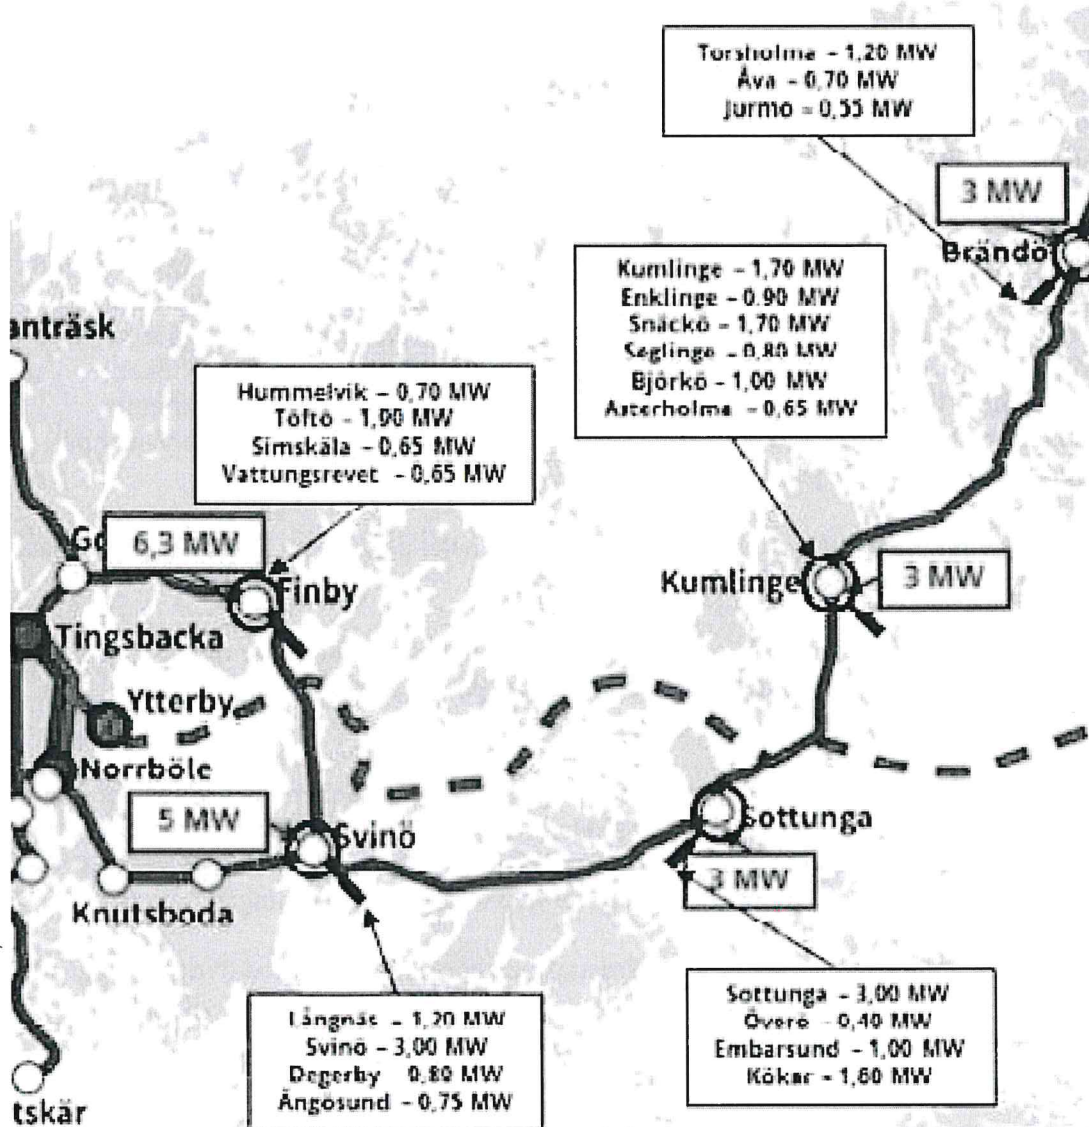 Torsholma - 1,20 MW
Åva - 0,70 MW
Jurmo - 0,55 MW
3 MW
Brändö
Kumlinge - 1,70 MW
Enklinge - 0,90 MW
Snäckö - 1,70 MW
Seglinge - 0,80 MW
Björkö - 1,00 MW
Asterholma - 0,65 MW
anträsk
Hummelvik - 0,70 MW
Töftö - 1,90 MW
Simskäla - 0,65 MW
Vattungsrevet - 0,65 MW
Go
6,3 MW
Finby
Kumlinge
3 MW
Tingsbacka
Ytterby
Norrböle
5 MW
Svinö
Sottunga
3 MW
Knutsboda
Långnäs - 1,20 MW
Svinö - 3,00 MW
Degerby 0,80 MW
Ängösund - 0,75 MW
Sottunga - 3,00 MW
Överö - 0,40 MW
Embarsund - 1,00 MW
Kökar - 1,60 MW
tskär